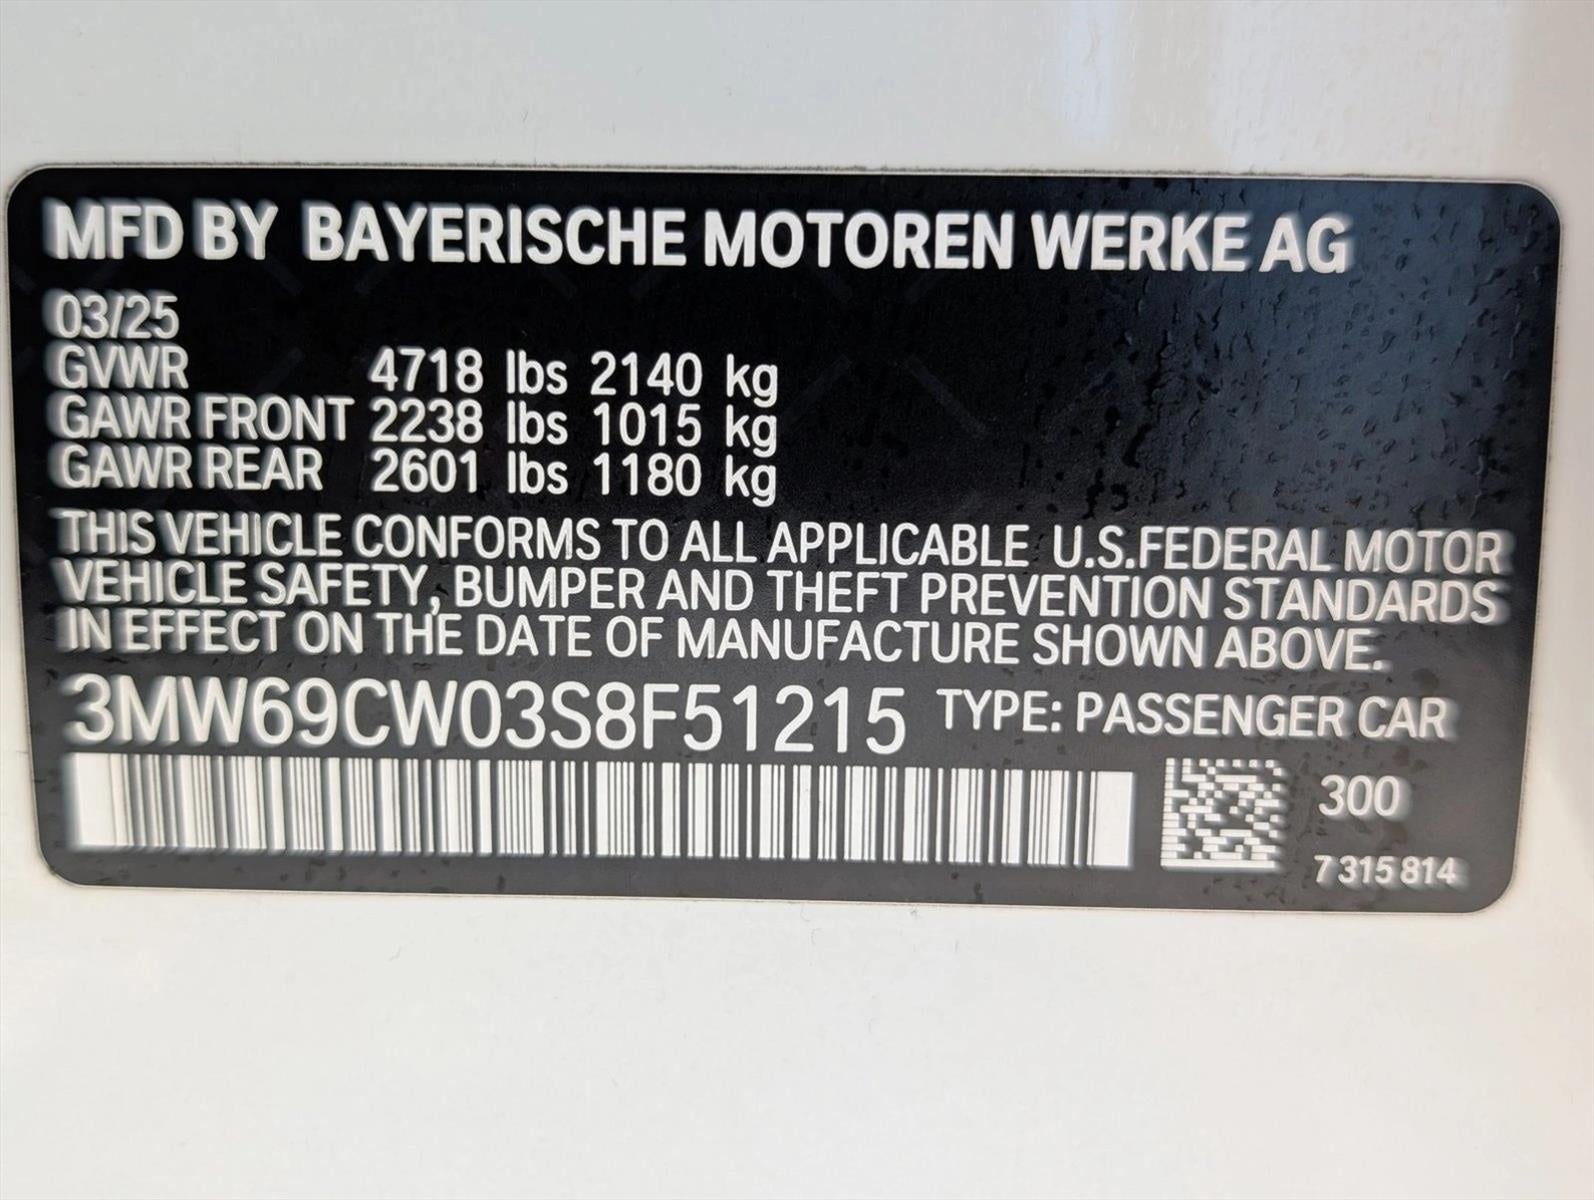 MFD BY BAYERISCHE MOTOREN WERKE AG
03/25
GVWR 4718 lbs 2140 kg
GAWR FRONT 2238 lbs 1015 kg
GAWR REAR 2601 lbs 1180 kg
THIS VEHICLE CONFORMS TO ALL APPLICABLE U.S.FEDERAL MOTOR
VEHICLE SAFETY, BUMPER AND THEFT PREVENTION STANDARDS
IN EFFECT ON THE DATE OF MANUFACTURE SHOWN ABOVE.
3MW69CW03S8F51215 TYPE: PASSENGER CAR
300
7 315 814